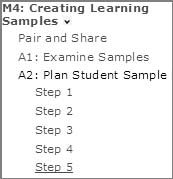 M4: Creating Learning
Samples
Pair and Share
A1: Examine Samples
A2: Plan Student Sample
Step 1
Step 2
Step 3
Step 4
Step 5